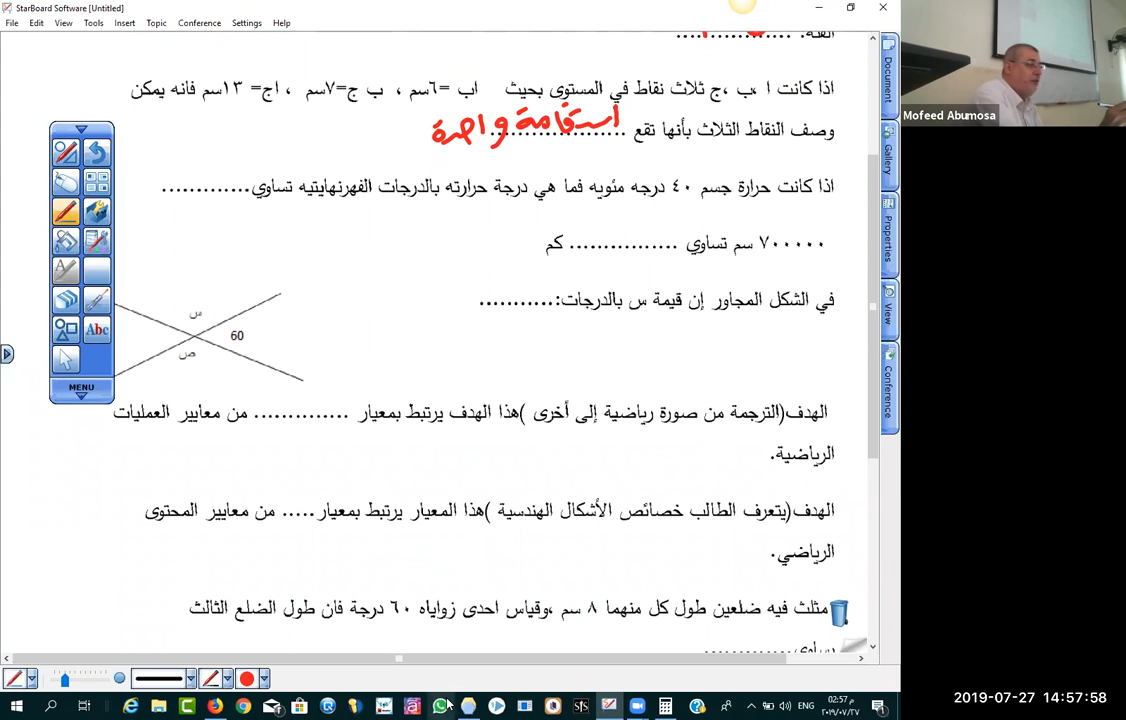 StarBoard Software [Untitled]
File Edit View Tools Insert Topic Conference Settings Help
الفئة: ....
اذا كانت ا ،ب ،ج ثلاث نقاط في المستوى بحيث اب =٦سم ، ب ج=٧سم ، اج= ١٣سم فانه يمكن
وصف النقاط الثلاث بأنها تقع ..................... استقامة واحدة
اذا كانت حرارة جسم ٤٠ درجه مئويه فما هي درجة حرارته بالدرجات الفهرنهايتيه تساوي.............
٧٠٠٠٠٠ سم تساوي ................ كم
في الشكل المجاور إن قيمة س بالدرجات:...........
س
60
ص
الهدف(الترجمة من صورة رياضية إلى أخرى )هذا الهدف يرتبط بمعيار .............. من معايير العمليات
الرياضية.
الهدف(يتعرف الطالب خصائص الأشكال الهندسية )هذا المعيار يرتبط بمعيار..... من معايير المحتوى
الرياضي.
مثلث فيه ضلعين طول كل منهما ٨ سم ،وقياس احدى زواياه ٦٠ درجة فان طول الضلع الثالث
يساوي.............
Abc
MENU
Document
Gallery
Properties
View
Conference
Mofeed Abumosa
02:57 م
٢٠١٩/٠٧/٢٧
2019-07-27 14:57:58